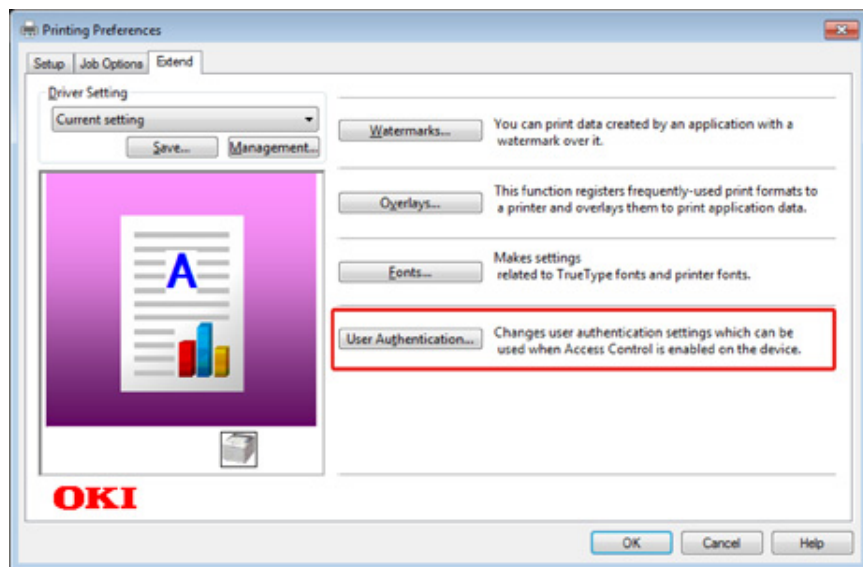 Printing Preferences
Setup
Job Options
Extend
Driver Setting
Current setting
Save...
Management...
A
OKI
Watermarks...
You can print data created by an application with a
watermark over it.
Overlays...
This function registers frequently-used print formats to
a printer and overlays them to print application data.
Fonts...
Makes settings
related to TrueType fonts and printer fonts.
User Authentication...
Changes user authentication settings which can be
used when Access Control is enabled on the device.
OK
Cancel
Help